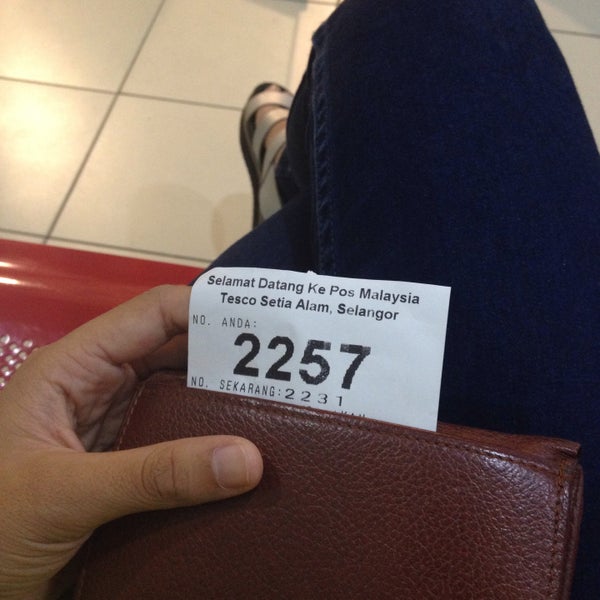 Selamat Datang Ke Pos Malaysia
Tesco Setia Alam, Selangor
NO. ANDA:
2257
NO. SEKARANG:2231